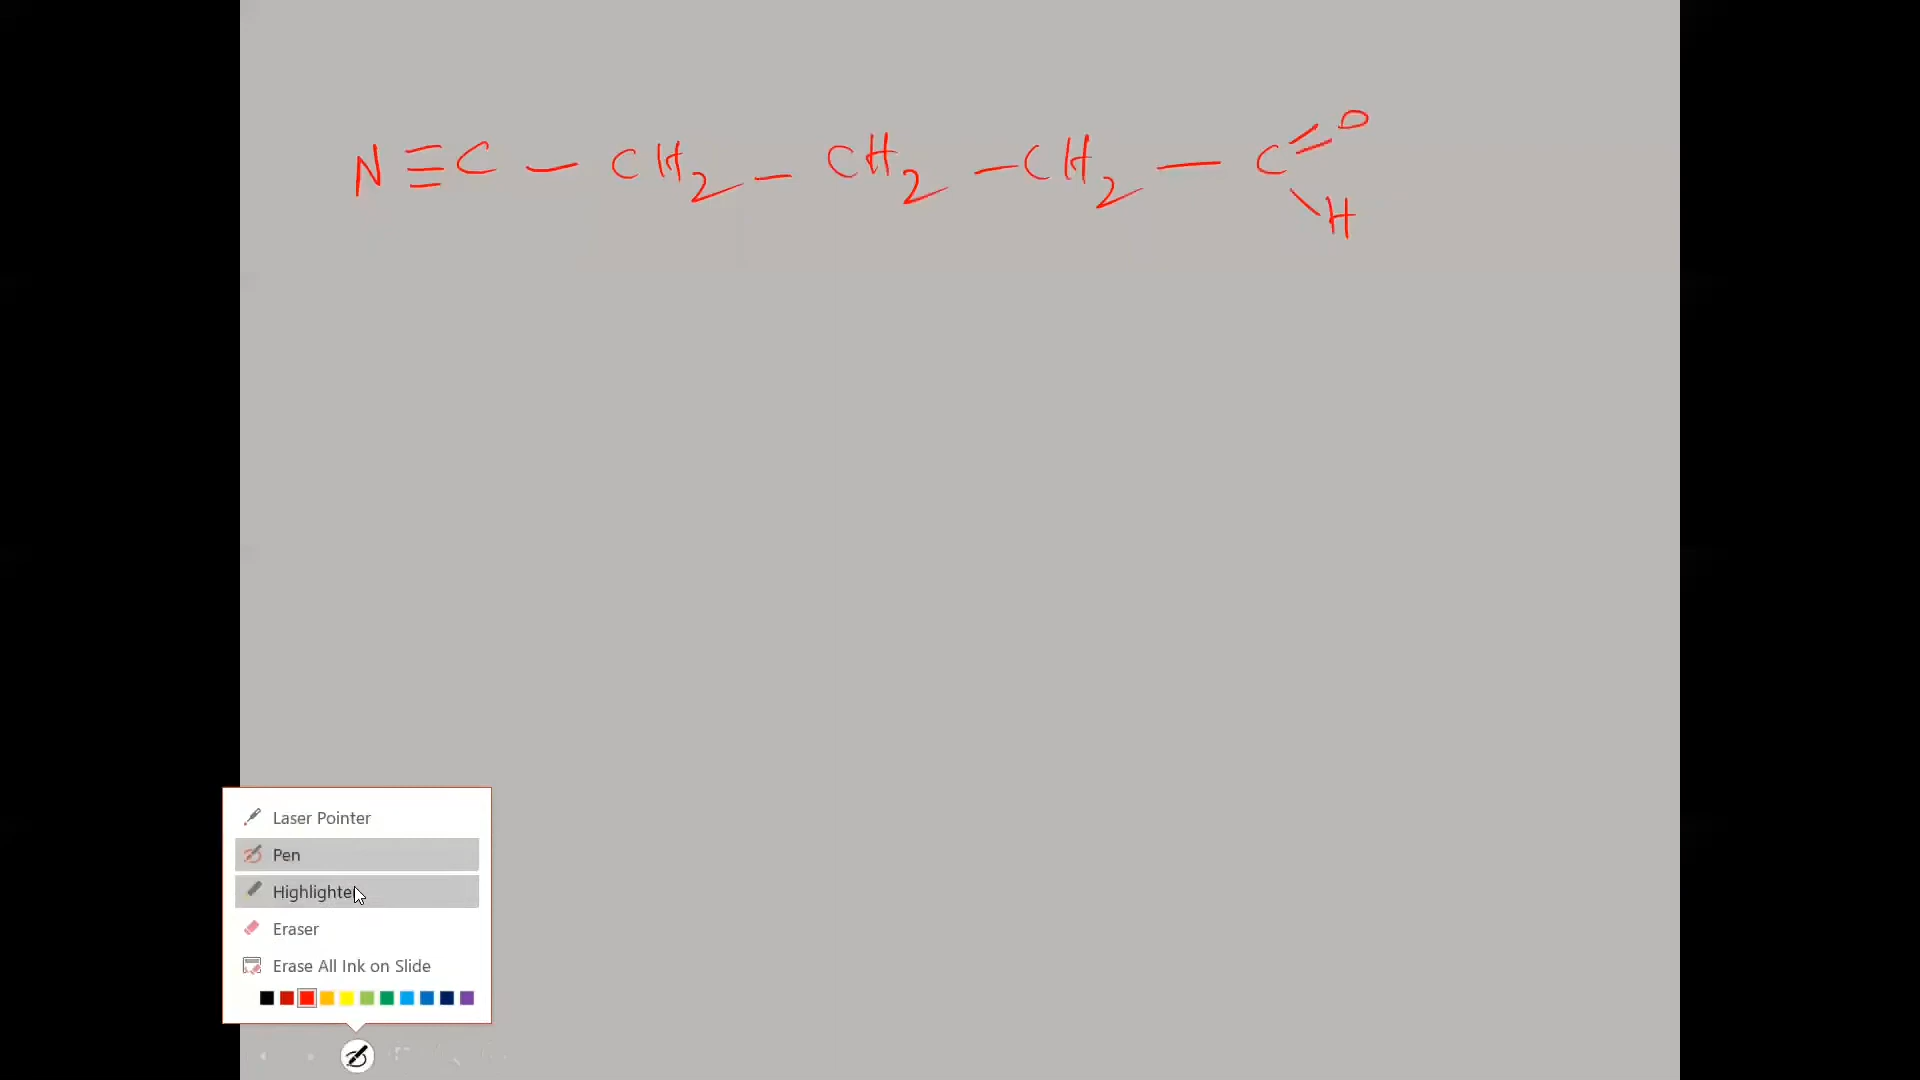 N≡C — CH2 — CH2 — CH2 — C=O
H
Laser Pointer
Pen
Highlighter
Eraser
Erase All Ink on Slide